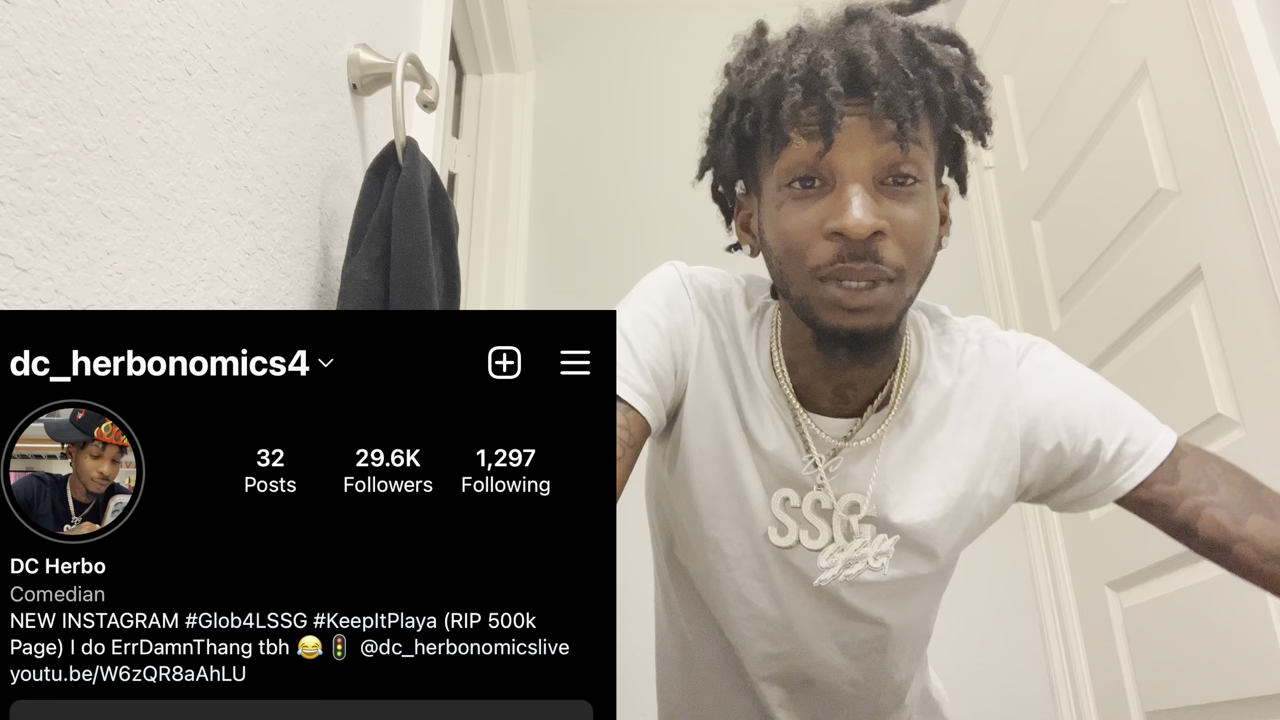 dc_herbonomics4
32
29.6K
1,297
Posts
Followers
Following
DC Herbo
Comedian
NEW INSTAGRAM #Glob4LSSG #KeepItPlaya (RIP 500k
Page) I do ErrDamnThang tbh 😂🚦 @dc_herbonomicslive
youtu.be/W6zQR8aAhLU
DC
SSG